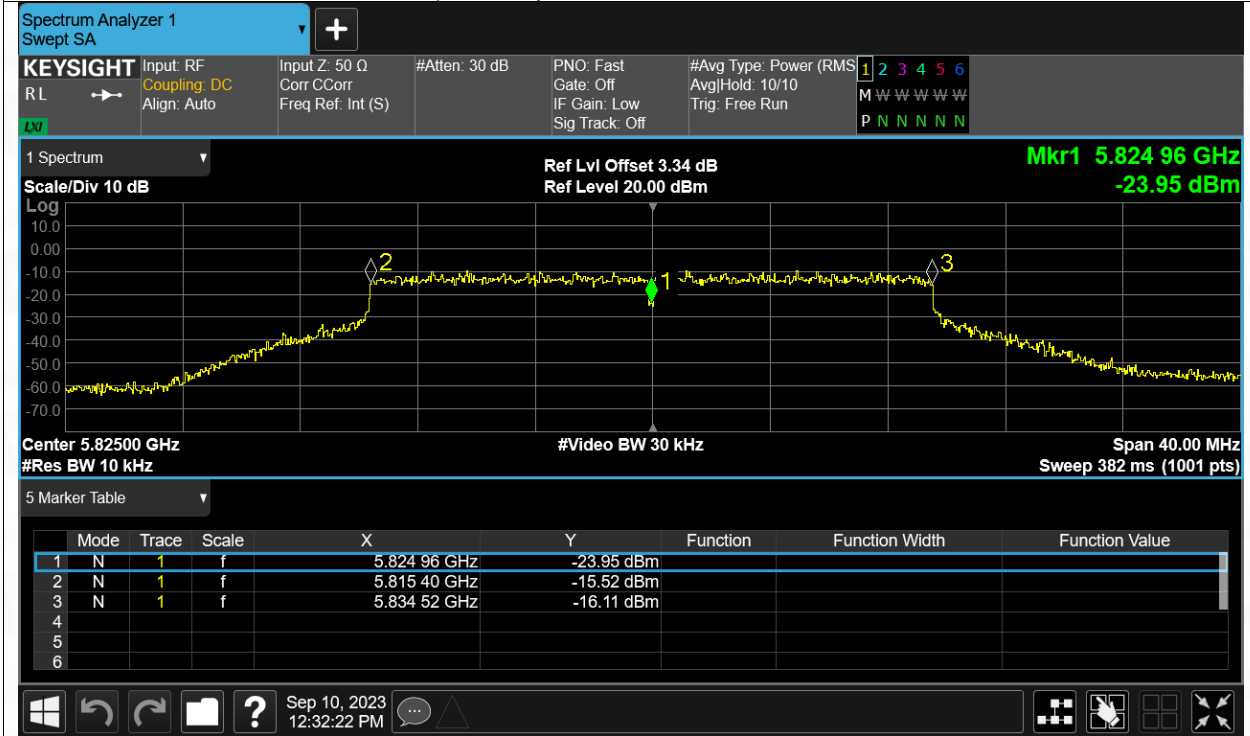 Spectrum Analyzer 1
Swept SA
+
KEYSIGHT Input: RF Input Z: 50 Ω #Atten: 30 dB PNO: Fast #Avg Type: Power (RMS 1 2 3 4 5 6
R L Coupling: DC Corr CCorr Gate: Off Avg|Hold: 10/10 M W W W W W
Align: Auto Freq Ref: Int (S) IF Gain: Low Trig: Free Run
LXI Sig Track: Off P N N N N N
1 Spectrum Ref Lvl Offset 3.34 dB Mkr1 5.824 96 GHz
Scale/Div 10 dB Ref Level 20.00 dBm -23.95 dBm
Log
10.0
0.00
-10.0 2 1 3
-20.0
-30.0
-40.0
-50.0
-60.0
-70.0
Center 5.82500 GHz #Video BW 30 kHz Span 40.00 MHz
#Res BW 10 kHz Sweep 382 ms (1001 pts)
5 Marker Table
Mode Trace Scale X Y Function Function Width Function Value
1 N 1 f 5.824 96 GHz -23.95 dBm
2 N 1 f 5.815 40 GHz -15.52 dBm
3 N 1 f 5.834 52 GHz -16.11 dBm
4
5
6
? Sep 10, 2023
12:32:22 PM